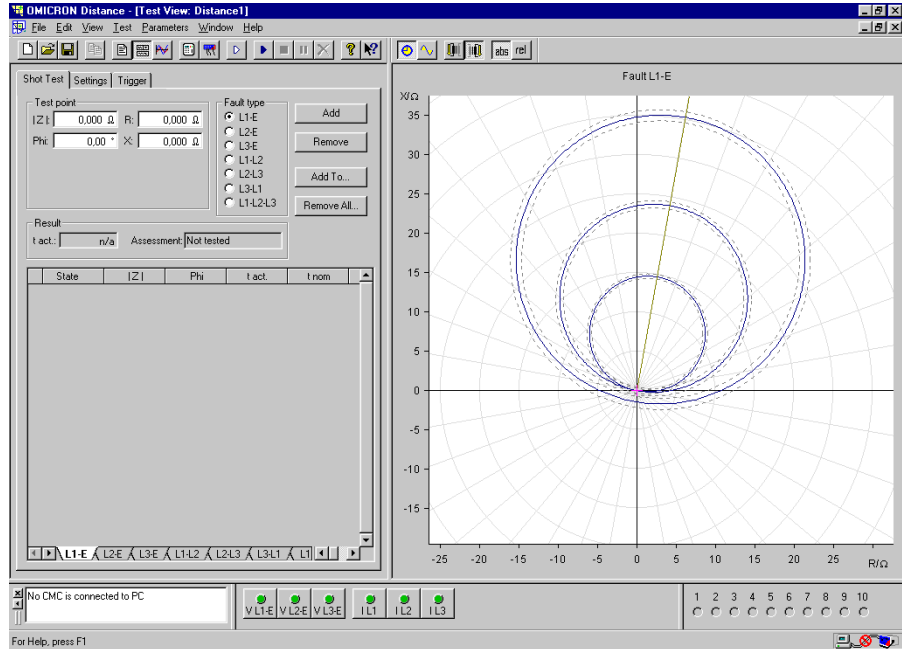 OMICRON Distance - [Test View: Distance1]
File Edit View Test Parameters Window Help
abs rel
Shot Test Settings Trigger
Test point
|Z|: 0,000 Ω R: 0,000 Ω
Phi: 0,00 ° X: 0,000 Ω
Fault type
L1-E
L2-E
L3-E
L1-L2
L2-L3
L3-L1
L1-L2-L3
Add
Remove
Add To...
Remove All...
Result
t act.: n/a Assessment: Not tested
State |Z| Phi t act. t nom
L1-E L2-E L3-E L1-L2 L2-L3 L3-L1 L1
Fault L1-E
X/Ω
35
30
25
20
15
10
5
0
-5
-10
-15
-25 -20 -15 -10 -5 0 5 10 15 20 25 R/Ω
No CMC is connected to PC
V L1-E V L2-E V L3-E I L1 I L2 I L3
1 2 3 4 5 6 7 8 9 10
For Help, press F1